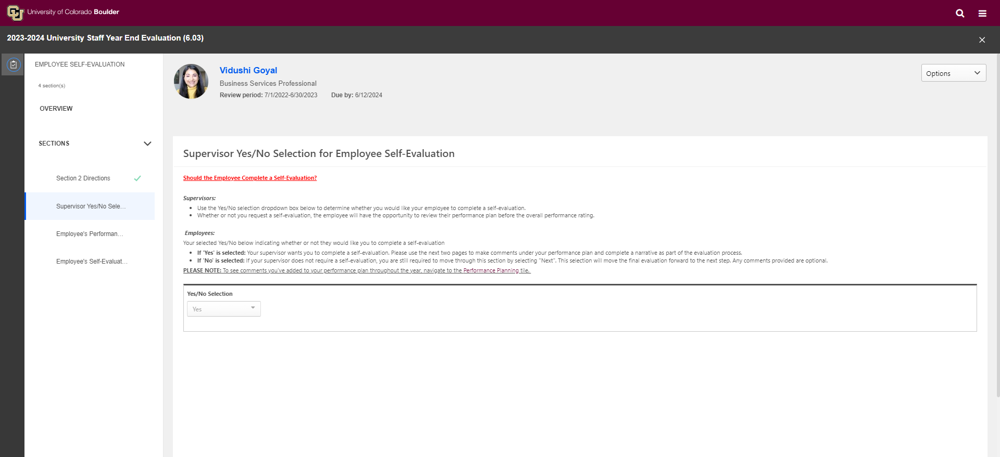 University of Colorado Boulder
2023-2024 University Staff Year End Evaluation (6.03)
EMPLOYEE SELF-EVALUATION
4 section(s)
OVERVIEW
SECTIONS
Section 2 Directions
Supervisor Yes/No Sele...
Employee's Performan...
Employee's Self-Evaluat...
Vidushi Goyal
Business Services Professional
Review period: 7/1/2022-6/30/2023 Due by: 6/12/2024
Options
Supervisor Yes/No Selection for Employee Self-Evaluation
Should the Employee Complete a Self-Evaluation?
Supervisors:
• Use the Yes/No selection dropdown box below to determine whether you would like your employee to complete a self-evaluation.
• Whether or not you request a self-evaluation, the employee will have the opportunity to review their performance plan before the overall performance rating.
Employees:
Your selected Yes/No below indicating whether or not they would like you to complete a self-evaluation
• If 'Yes' is selected: Your supervisor wants you to complete a self-evaluation. Please use the next two pages to make comments under your performance plan and complete a narrative as part of the evaluation process.
• If 'No' is selected: If your supervisor does not require a self-evaluation, you are still required to move through this section by selecting "Next". This selection will move the final evaluation forward to the next step. Any comments provided are optional.
PLEASE NOTE: To see comments you've added to your performance plan throughout the year, navigate to the Performance Planning tile.
Yes/No Selection
Yes